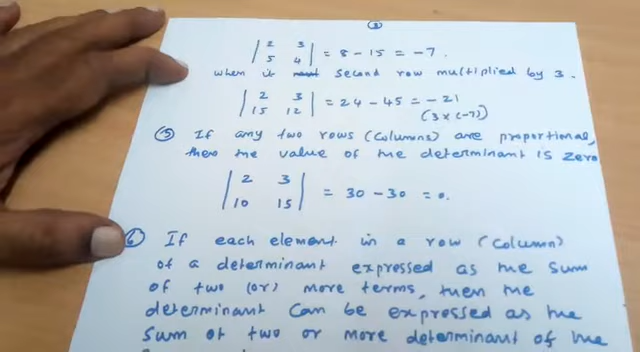 3
| 2 3 |
| 5 4 | = 8 - 15 = -7.
when it second row multiplied by 3.
| 2 3 |
| 15 12 | = 24 - 45 = -21
(3 x (-7))
5 If any two rows (columns) are proportional,
then the value of the determinant is zero
| 2 3 |
| 10 15 | = 30 - 30 = 0.
6 If each element in a row (column)
of a determinant expressed as the sum
of two (or) more terms, then the
determinant can be expressed as the
sum of two or more determinant of the